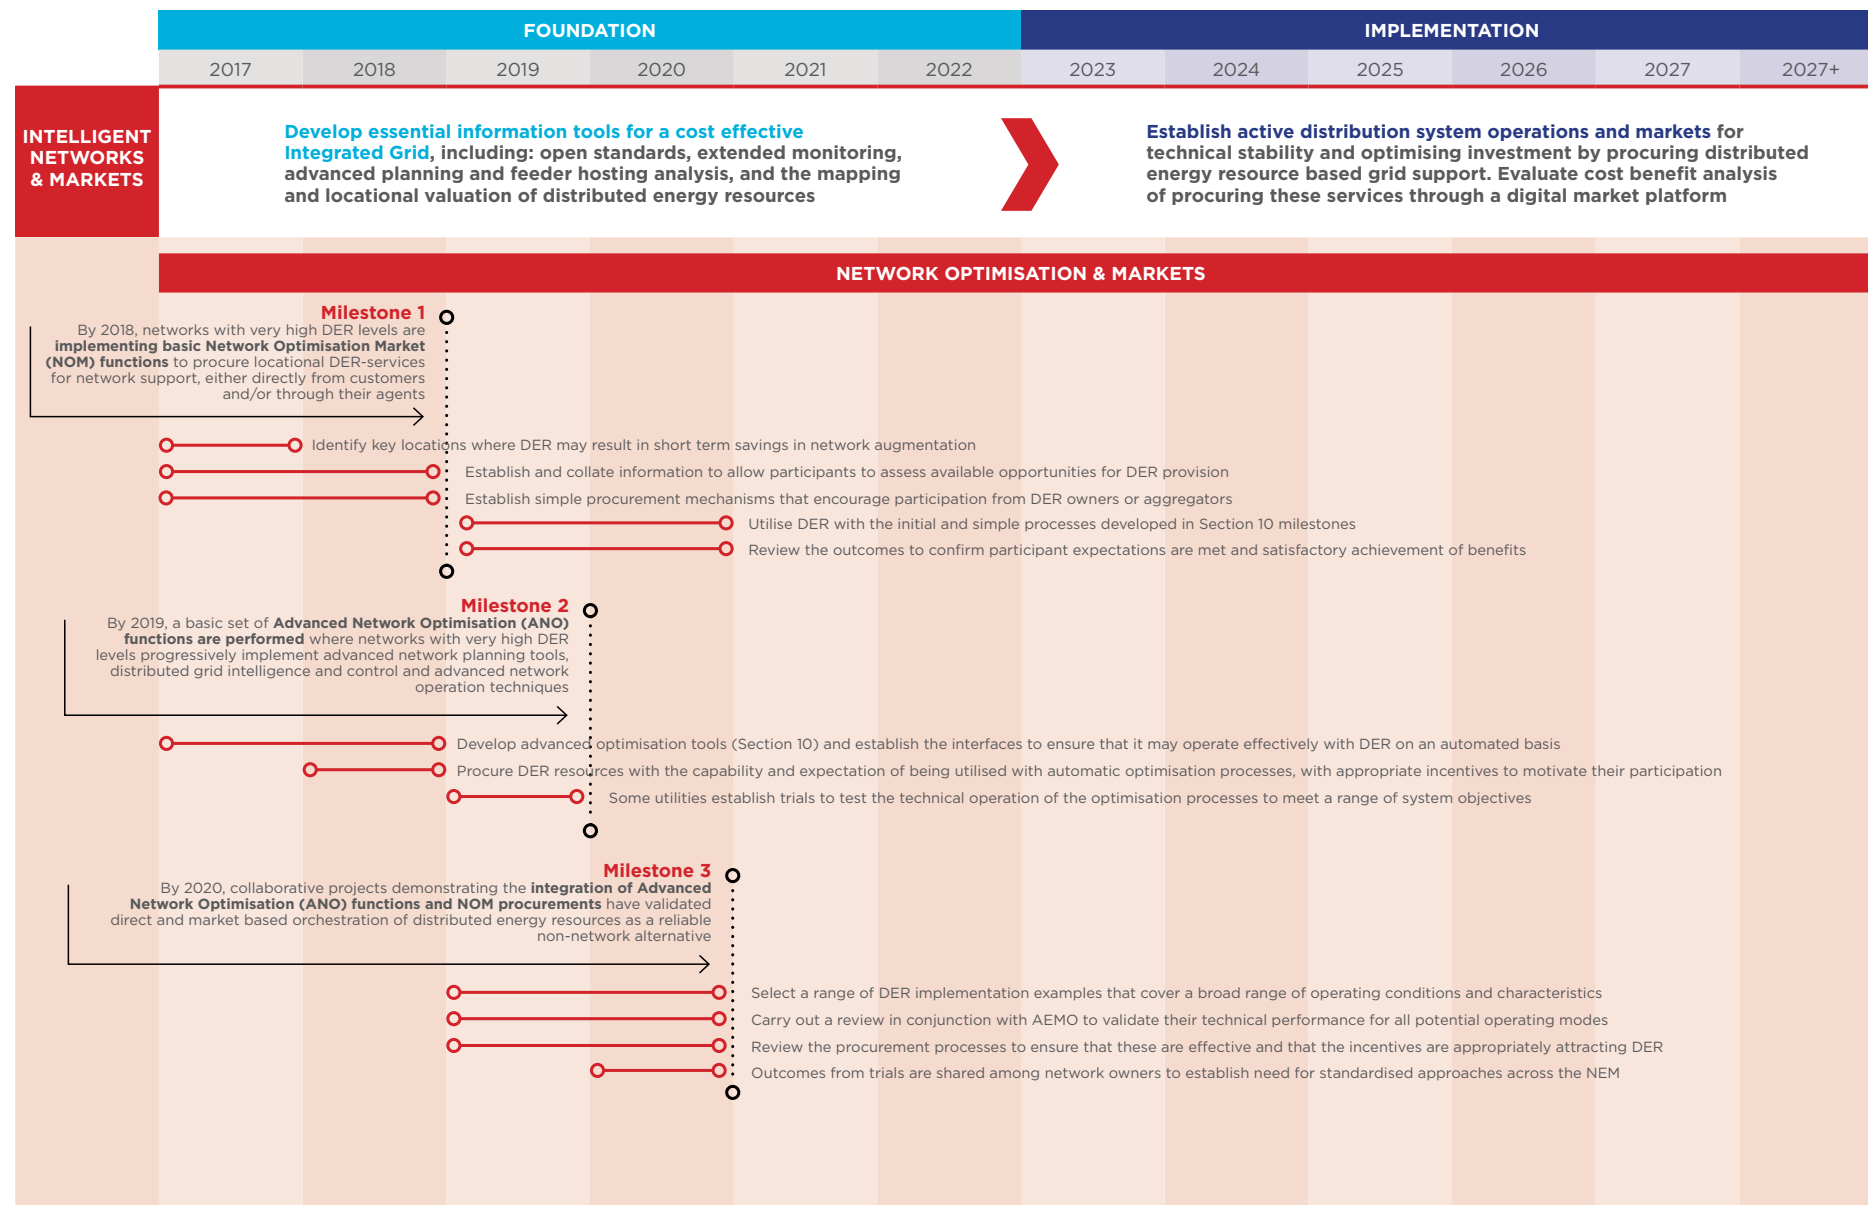 FOUNDATION
IMPLEMENTATION
2017
2018
2019
2020
2021
2022
2023
2024
2025
2026
2027
2027+
INTELLIGENT
NETWORKS
& MARKETS
Develop essential information tools for a cost effective
Integrated Grid, including: open standards, extended monitoring,
advanced planning and feeder hosting analysis, and the mapping
and locational valuation of distributed energy resources
Establish active distribution system operations and markets for
technical stability and optimising investment by procuring distributed
energy resource based grid support. Evaluate cost benefit analysis
of procuring these services through a digital market platform
NETWORK OPTIMISATION & MARKETS
Milestone 1
By 2018, networks with very high DER levels are
implementing basic Network Optimisation Market
(NOM) functions to procure locational DER-services
for network support, either directly from customers
and/or through their agents
Identify key locations where DER may result in short term savings in network augmentation
Establish and collate information to allow participants to assess available opportunities for DER provision
Establish simple procurement mechanisms that encourage participation from DER owners or aggregators
Utilise DER with the initial and simple processes developed in Section 10 milestones
Review the outcomes to confirm participant expectations are met and satisfactory achievement of benefits
Milestone 2
By 2019, a basic set of Advanced Network Optimisation (ANO)
functions are performed where networks with very high DER
levels progressively implement advanced network planning tools,
distributed grid intelligence and control and advanced network
operation techniques
Develop advanced optimisation tools (Section 10) and establish the interfaces to ensure that it may operate effectively with DER on an automated basis
Procure DER resources with the capability and expectation of being utilised with automatic optimisation processes, with appropriate incentives to motivate their participation
Some utilities establish trials to test the technical operation of the optimisation processes to meet a range of system objectives
Milestone 3
By 2020, collaborative projects demonstrating the integration of Advanced
Network Optimisation (ANO) functions and NOM procurements have validated
direct and market based orchestration of distributed energy resources as a reliable
non-network alternative
Select a range of DER implementation examples that cover a broad range of operating conditions and characteristics
Carry out a review in conjunction with AEMO to validate their technical performance for all potential operating modes
Review the procurement processes to ensure that these are effective and that the incentives are appropriately attracting DER
Outcomes from trials are shared among network owners to establish need for standardised approaches across the NEM